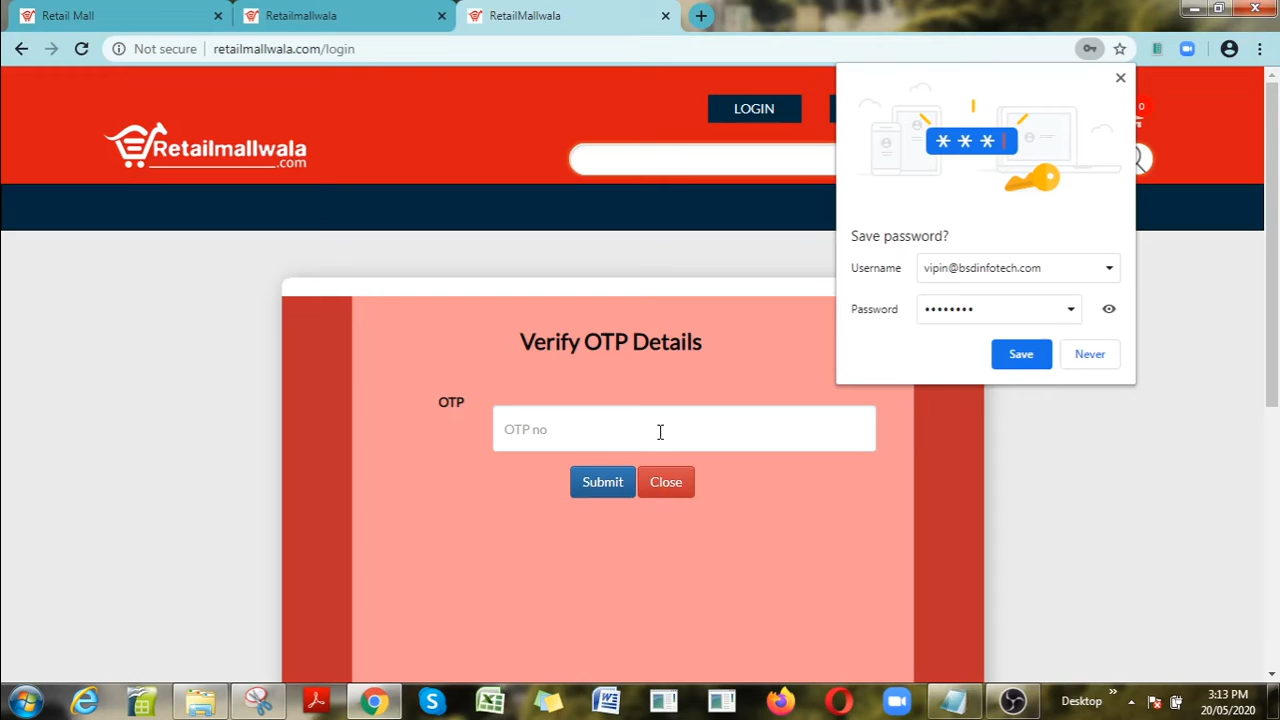 Retail Mall
Retailmallwala
RetailMallwala
Not secure
retailmallwala.com/login
LOGIN
0
Retailmallwala
.com
* * *
Save password?
Username
vipin@bsdinfotech.com
Password
••••••••
Save
Never
Verify OTP Details
OTP
OTP no
Submit
Close
Desktop
3:13 PM
20/05/2020